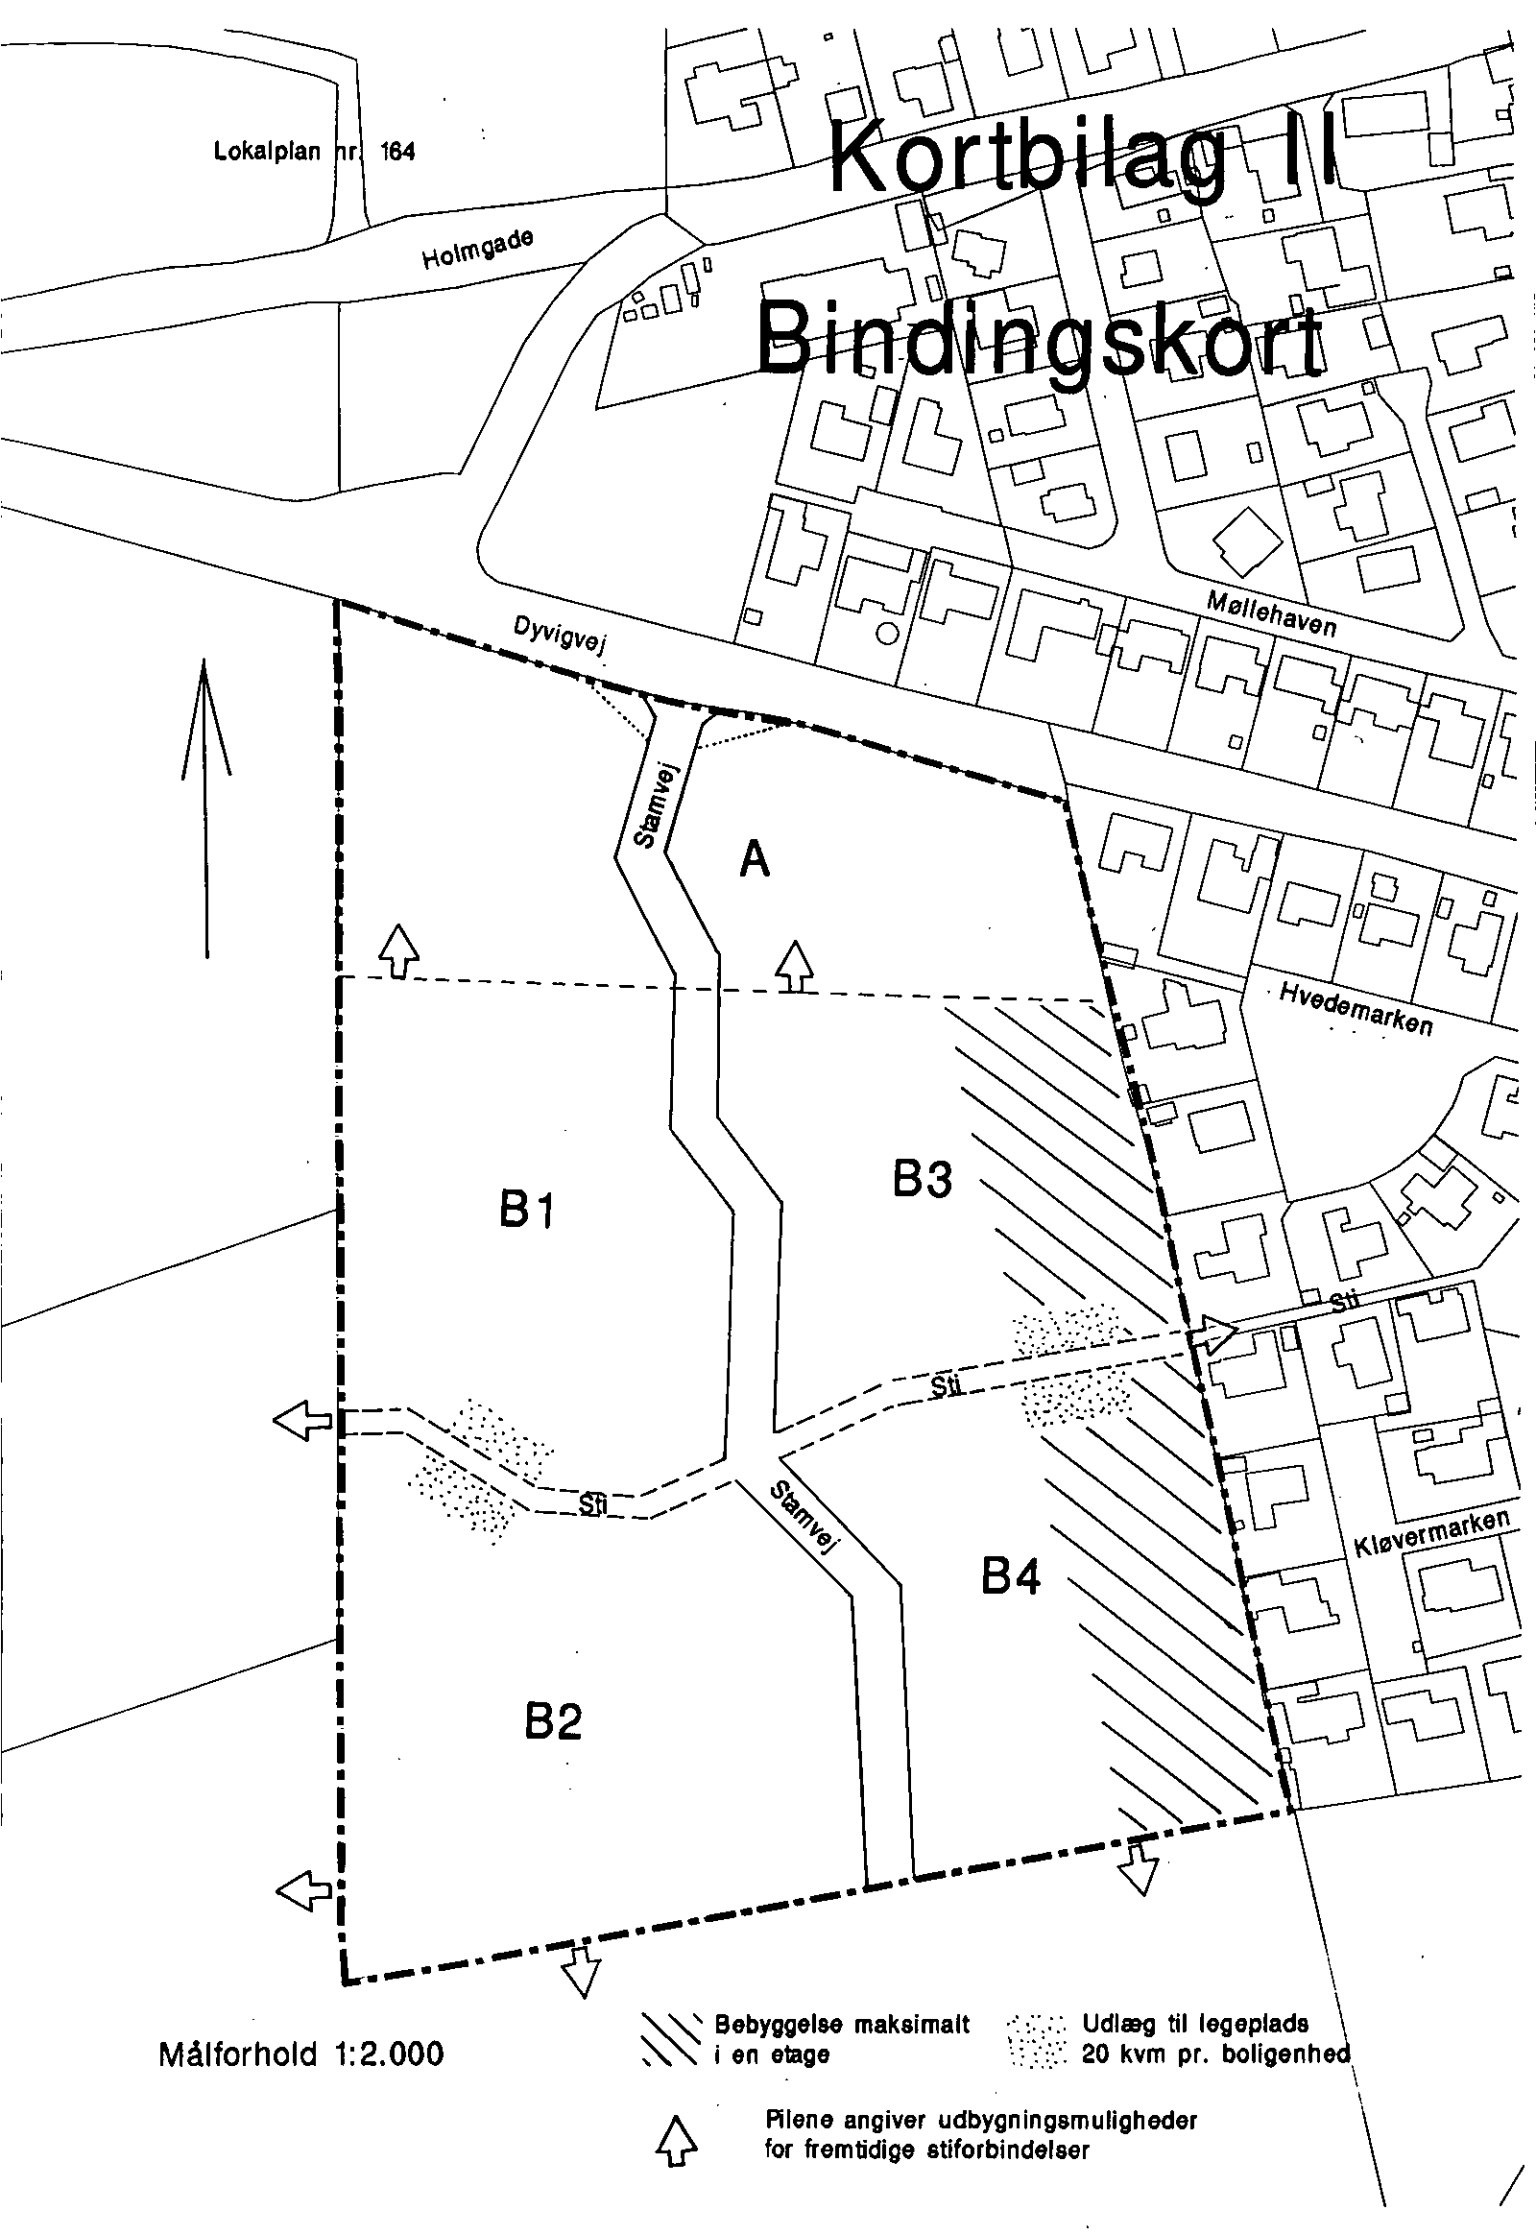 Kortbilag II
Lokalplan nr. 164
Holmgade
Bindingskort
Møllehaven
Dyvigvej
Stamvej
A
Hvedemarken
B3
B1
Sti
Sti
Sti
Stamvej
Kløvermarken
B4
B2
Målforhold 1:2.000
Bebyggelse maksimalt
i en etage
Udlæg til legeplads
20 kvm pr. boligenhed
Pilene angiver udbygningsmuligheder
for fremtidige stiforbindelser